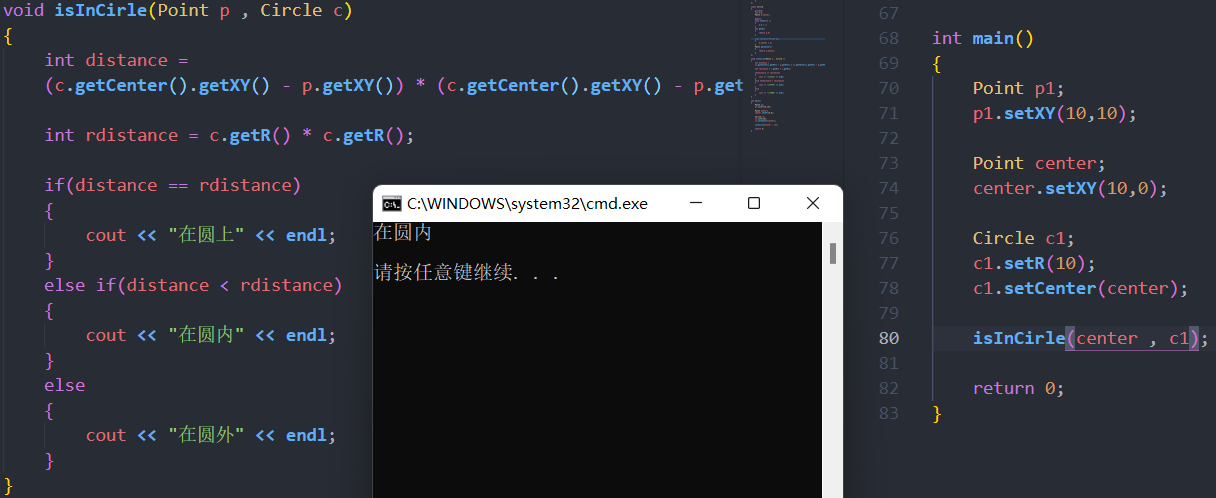 void isInCirle(Point p , Circle c)
{
int distance =
(c.getCenter().getXY() - p.getXY()) * (c.getCenter().getXY() - p.get
int rdistance = c.getR() * c.getR();
if(distance == rdistance)
{
cout << "在圆上" << endl;
}
else if(distance < rdistance)
{
cout << "在圆内" << endl;
}
else
{
cout << "在圆外" << endl;
}
}
C:\WINDOWS\system32\cmd.exe
在圆内
请按任意键继续. . .
67
68 int main()
69 {
70 Point p1;
71 p1.setXY(10,10);
72
73 Point center;
74 center.setXY(10,0);
75
76 Circle c1;
77 c1.setR(10);
78 c1.setCenter(center);
79
80 isInCirle(center , c1);
81
82 return 0;
83 }